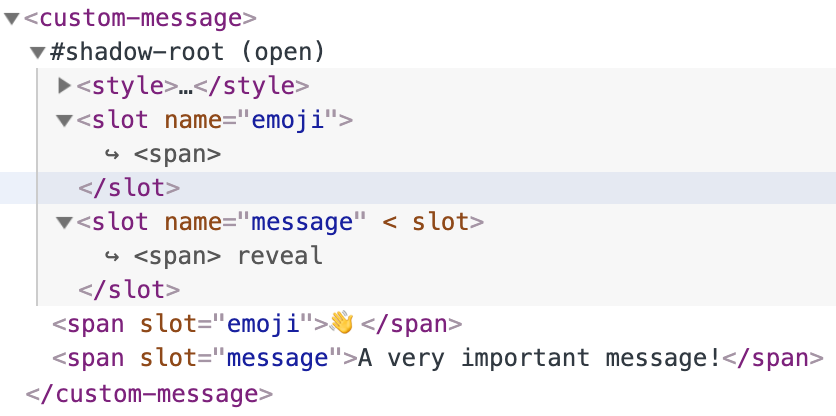 ▼<custom-message>
▼#shadow-root (open)
▶<style>…</style>
▼<slot name="emoji">
↪ <span>
</slot>
▼<slot name="message" < slot>
↪ <span> reveal
</slot>
<span slot="emoji">👋</span>
<span slot="message">A very important message!</span>
</custom-message>